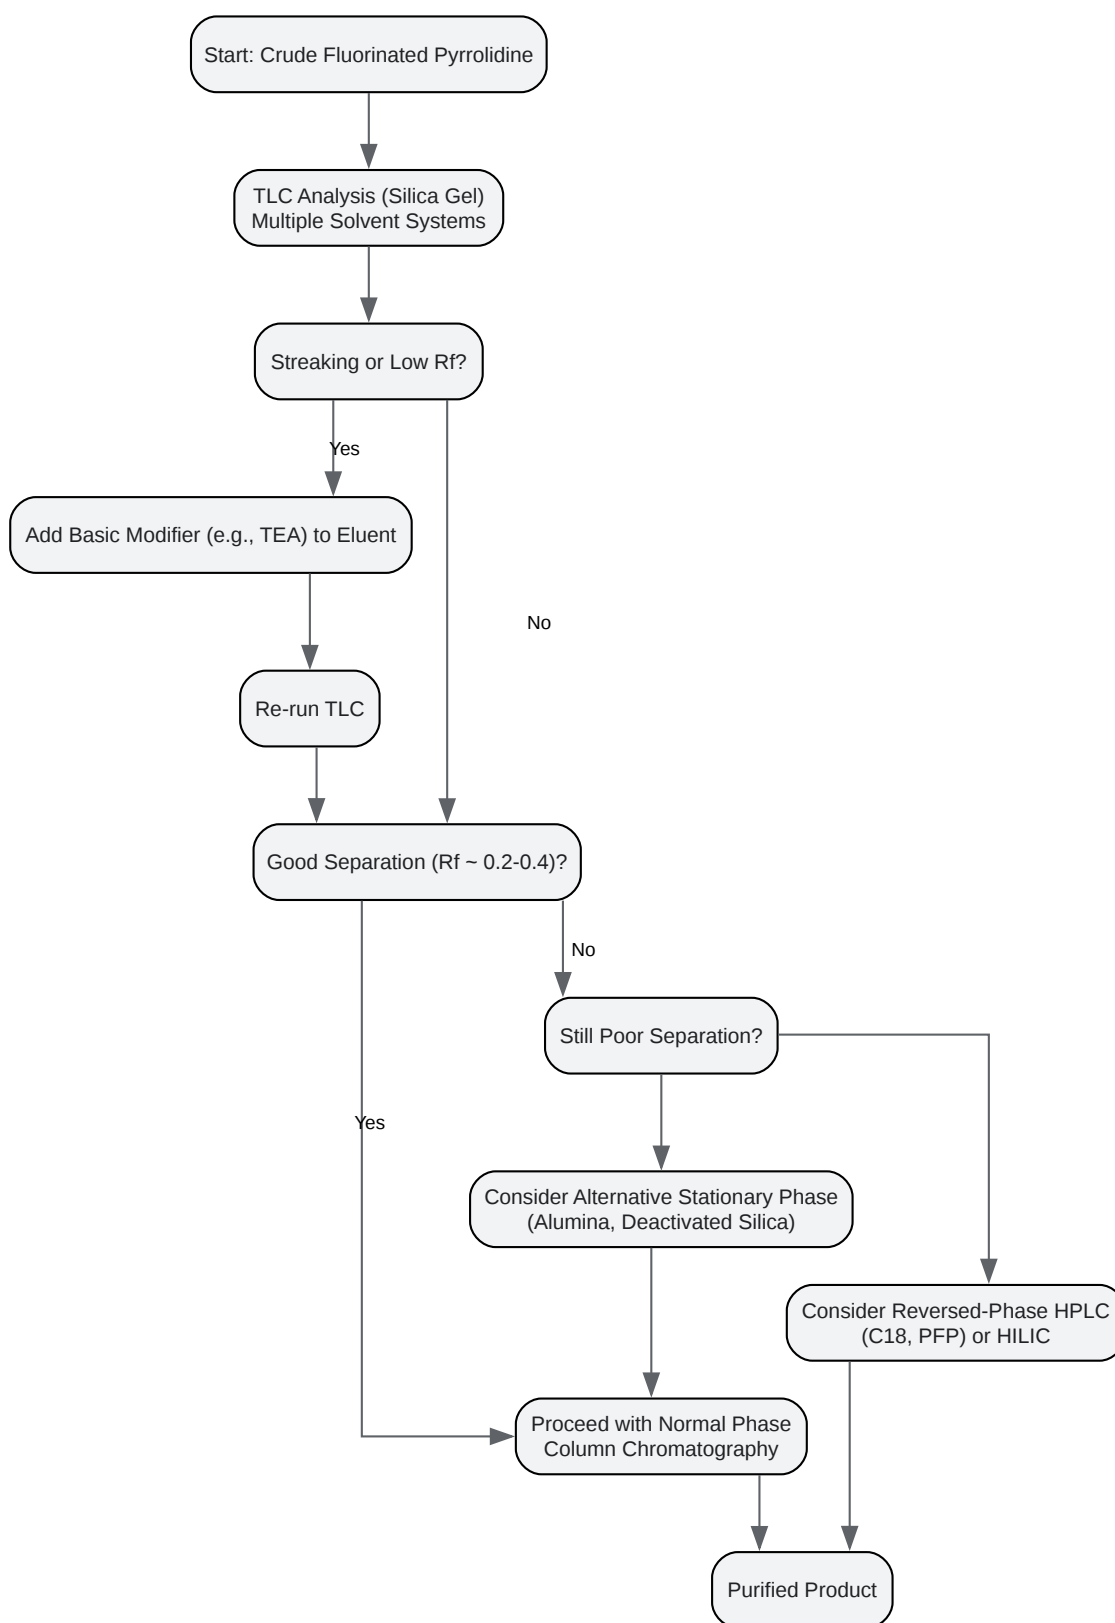 Start: Crude Fluorinated Pyrrolidine
TLC Analysis (Silica Gel)
Multiple Solvent Systems
Streaking or Low Rf?
Yes
Add Basic Modifier (e.g., TEA) to Eluent
No
Re-run TLC
Good Separation (Rf ~ 0.2-0.4)?
No
Still Poor Separation?
Yes
Consider Alternative Stationary Phase
(Alumina, Deactivated Silica)
Consider Reversed-Phase HPLC
(C18, PFP) or HILIC
Proceed with Normal Phase
Column Chromatography
Purified Product